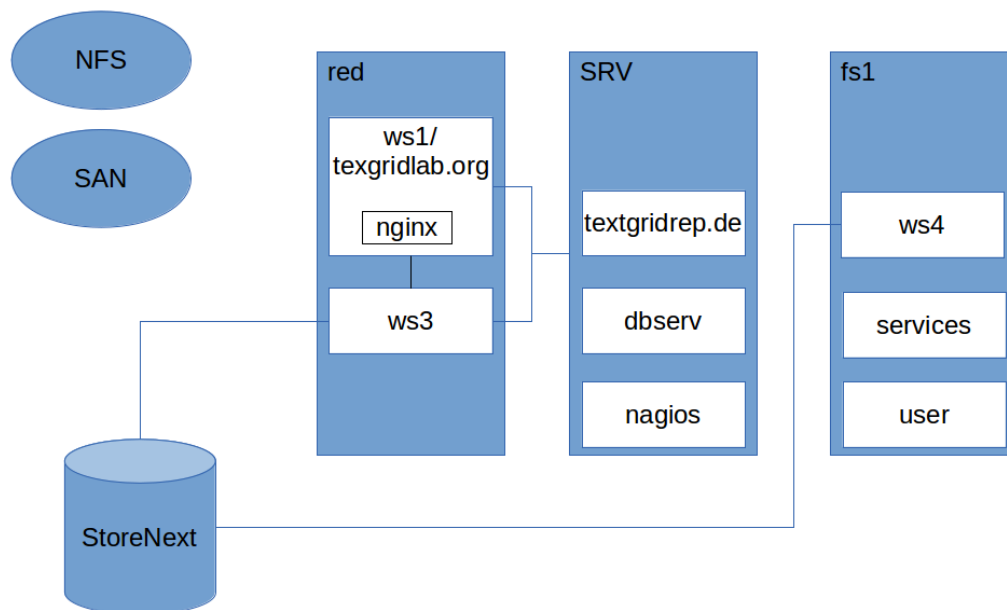 NFS
SAN
red
ws1/
texgridlab.org
nginx
ws3
SRV
textgridrep.de
dbserv
nagios
fs1
ws4
services
user
StoreNext